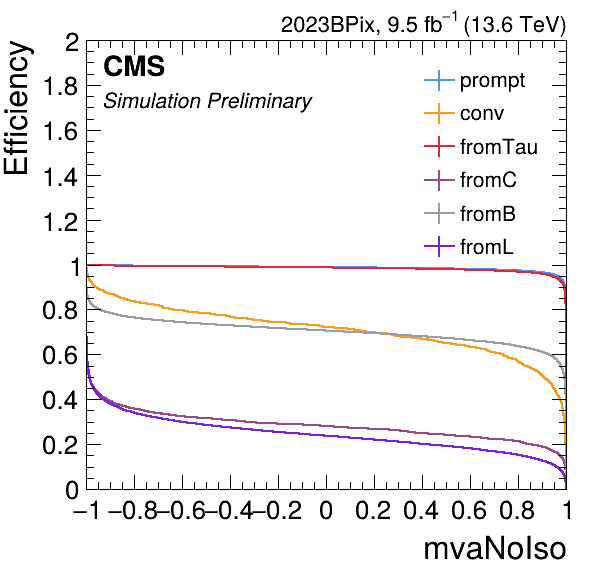 2023BPix, 9.5 fb⁻¹ (13.6 TeV)
Efficiency
CMS
Simulation Preliminary
prompt
conv
fromTau
fromC
fromB
fromL
2
1.8
1.6
1.4
1.2
1
0.8
0.6
0.4
0.2
0
−1 −0.8 −0.6 −0.4 −0.2 0 0.2 0.4 0.6 0.8 1
mvaNoIso